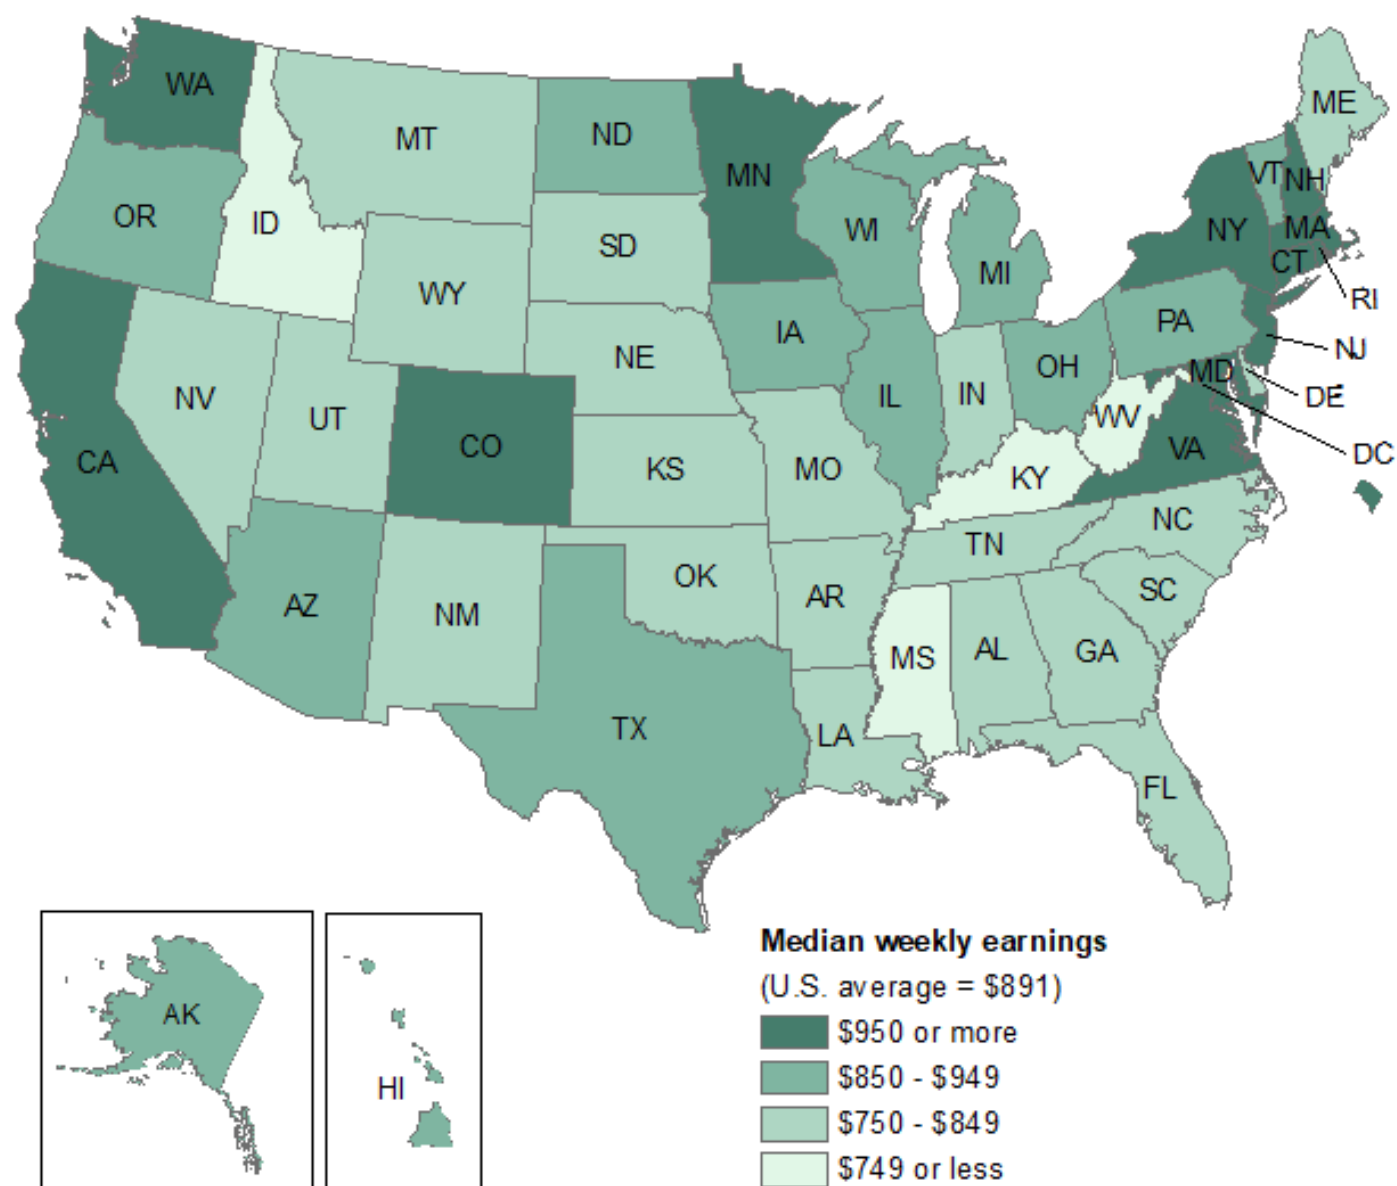 WA
MT
ND
MN
ME
VT
NH
OR
ID
SD
WI
NY
MA
MI
CT
WY
RI
IA
PA
NJ
NE
OH
MD
NV
IL
IN
DE
UT
WV
CO
VA
DC
CA
KS
MO
KY
NC
TN
OK
AR
SC
AZ
NM
MS
AL
GA
TX
LA
FL
AK
HI
Median weekly earnings
(U.S. average = $891)
$950 or more
$850 - $949
$750 - $849
$749 or less